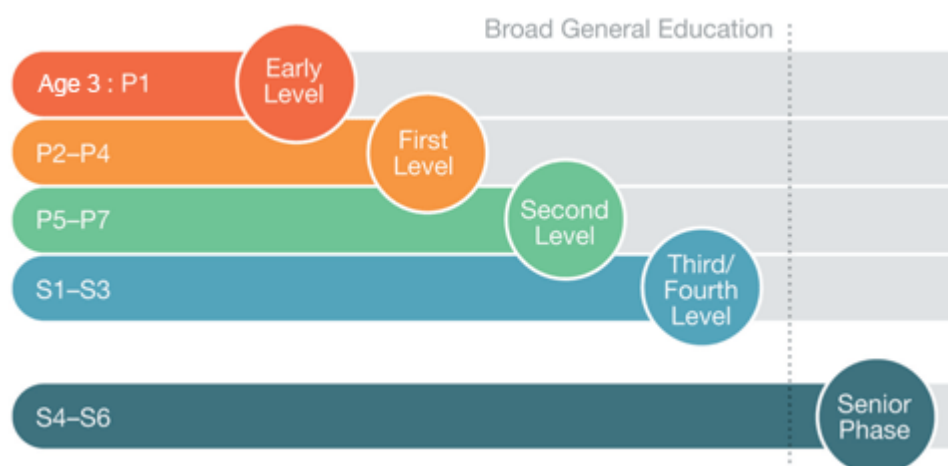 Broad General Education
Age 3 : P1
Early
Level
P2–P4
First
Level
P5–P7
Second
Level
S1–S3
Third/
Fourth
Level
S4–S6
Senior
Phase